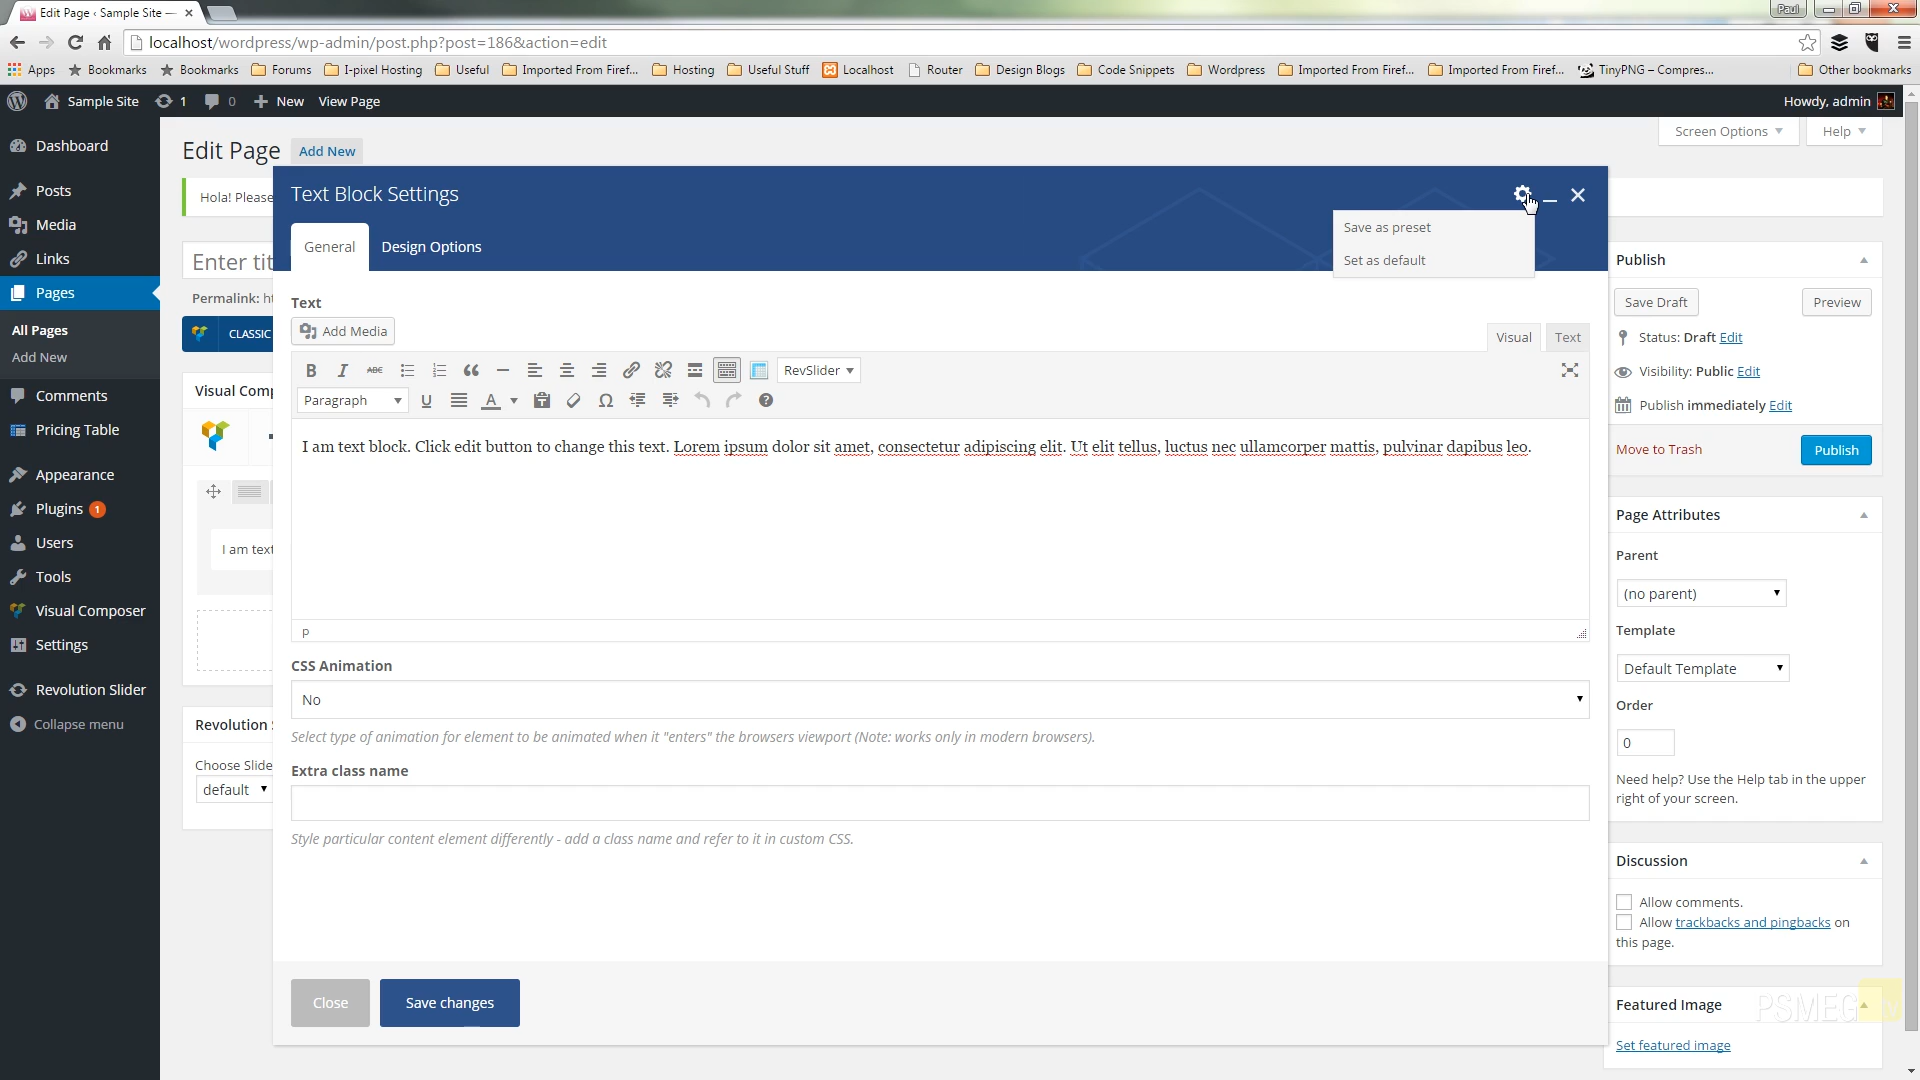 Edit Page ‹ Sample Site —
Paul
localhost/wordpress/wp-admin/post.php?post=186&action=edit
Apps Bookmarks Bookmarks Forums I-pixel Hosting Useful Imported From Firef... Hosting Useful Stuff Localhost Router Design Blogs Code Snippets Wordpress Imported From Firef... Imported From Firef... TinyPNG – Compres... Other bookmarks
Sample Site 1 0 New View Page Howdy, admin
Screen Options Help
Dashboard
Posts
Media
Links
Pages
All Pages
Add New
Comments
Pricing Table
Appearance
Plugins 1
Users
Tools
Visual Composer
Settings
Revolution Slider
Collapse menu
Edit Page Add New
Hola! Please
Enter tit
Permalink: ht
CLASSIC
Visual Comp
I am text
Revolution S
Choose Slide
default
Text Block Settings
Save as preset
Set as default
General Design Options
Text
Add Media
Visual Text
B I ABC RevSlider
Paragraph U A Ω
I am text block. Click edit button to change this text. Lorem ipsum dolor sit amet, consectetur adipiscing elit. Ut elit tellus, luctus nec ullamcorper mattis, pulvinar dapibus leo.
p
CSS Animation
No
Select type of animation for element to be animated when it "enters" the browsers viewport (Note: works only in modern browsers).
Extra class name
Style particular content element differently - add a class name and refer to it in custom CSS.
Close Save changes
Publish
Save Draft Preview
Status: Draft Edit
Visibility: Public Edit
Publish immediately Edit
Move to Trash Publish
Page Attributes
Parent
(no parent)
Template
Default Template
Order
0
Need help? Use the Help tab in the upper
right of your screen.
Discussion
Allow comments.
Allow trackbacks and pingbacks on
this page.
Featured Image
PSMEG
Set featured image